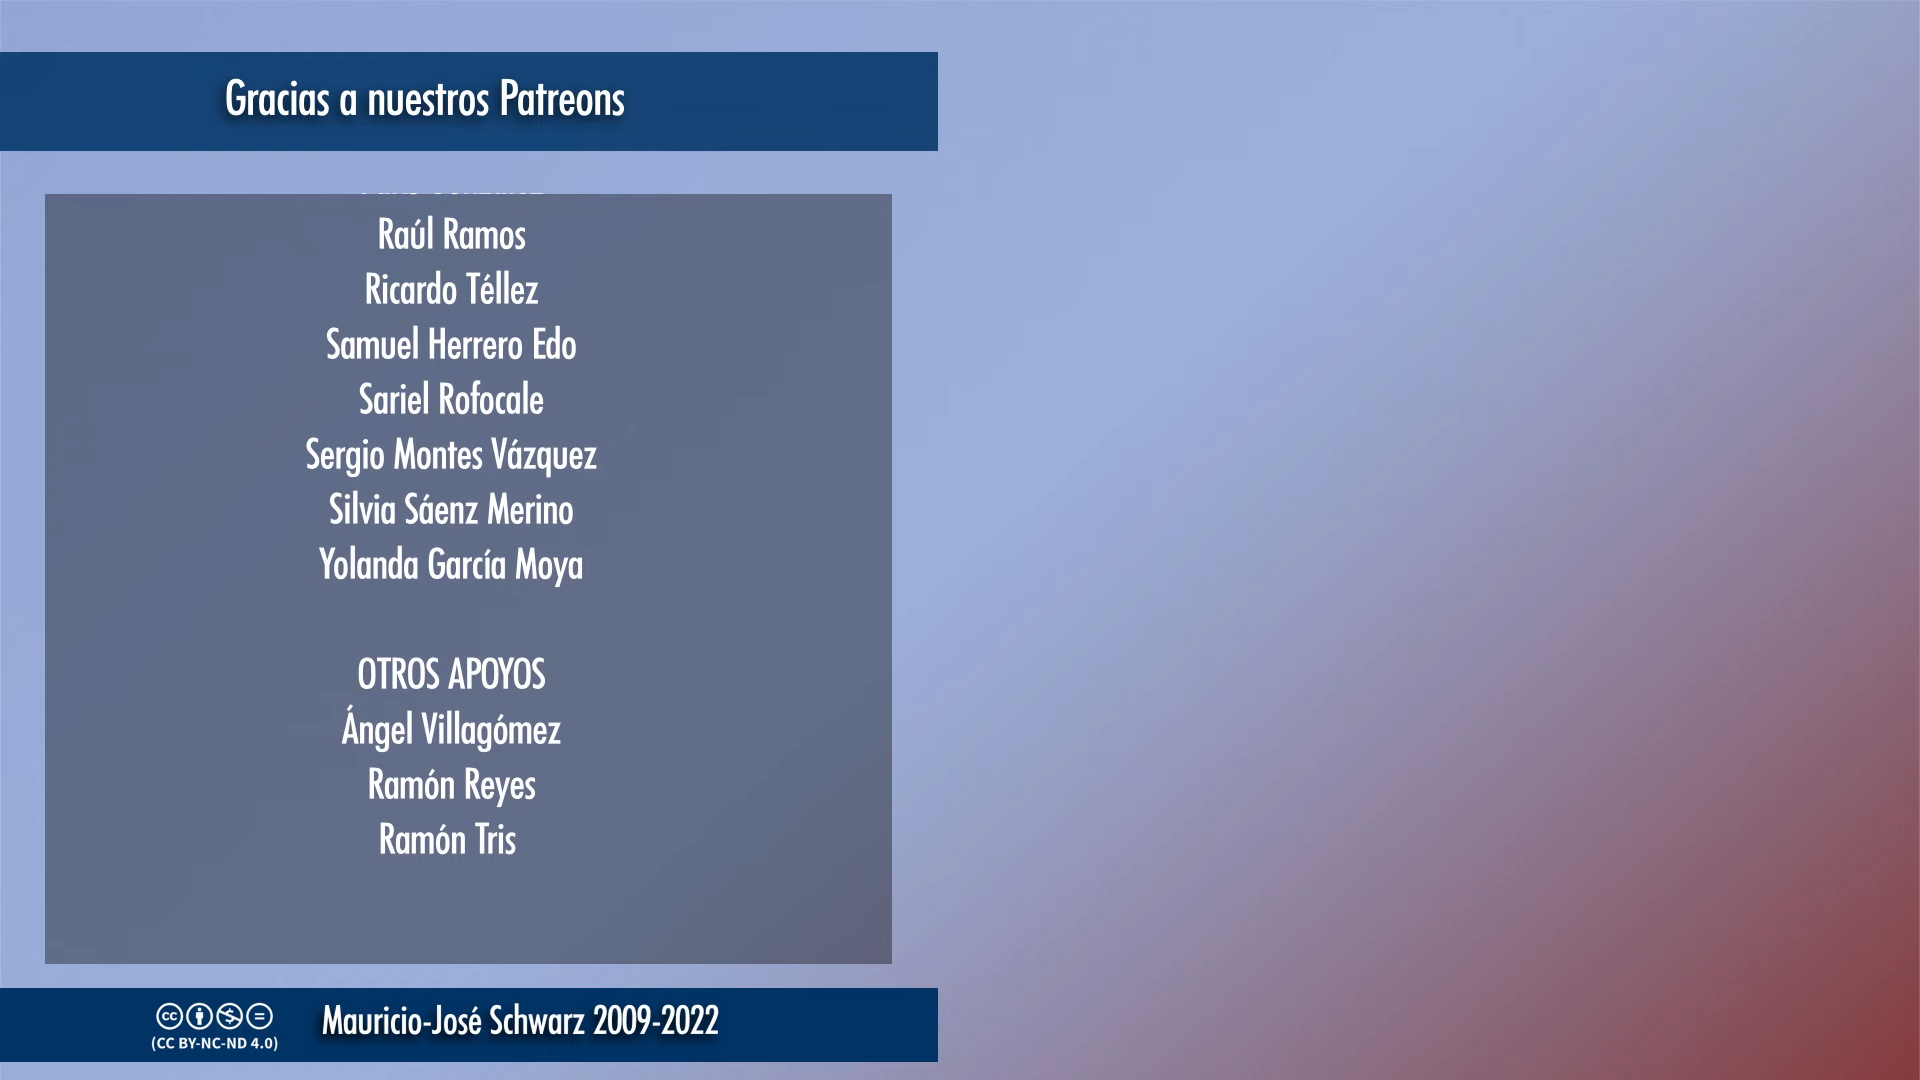 Gracias a nuestros Patreons
Raúl Ramos
Ricardo Téllez
Samuel Herrero Edo
Sariel Rofocale
Sergio Montes Vázquez
Silvia Sáenz Merino
Yolanda García Moya
OTROS APOYOS
Ángel Villagómez
Ramón Reyes
Ramón Tris
cc $ =
(CC BY-NC-ND 4.0)
Mauricio-José Schwarz 2009-2022